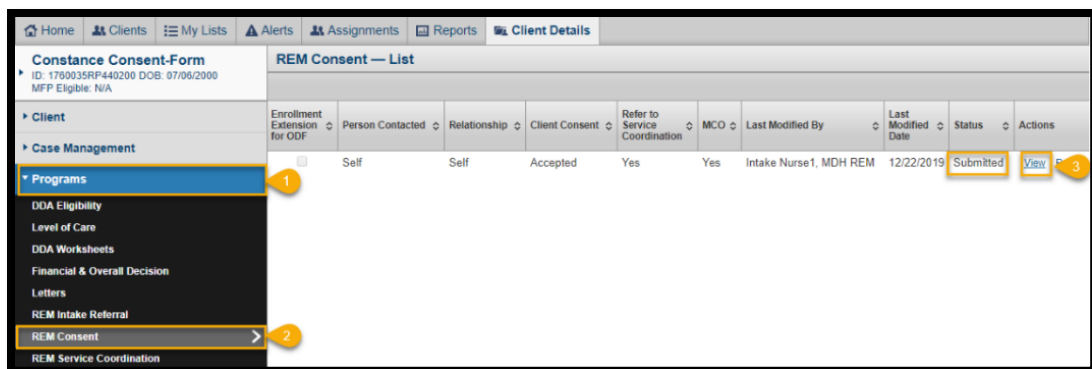 Home Clients My Lists Alerts Assignments Reports Client Details
Constance Consent-Form
ID: 1760035RP440200 DOB: 07/06/2000
MFP Eligible: N/A
REM Consent — List
Client
Case Management
Programs
1
DDA Eligibility
Level of Care
DDA Worksheets
Financial & Overall Decision
Letters
REM Intake Referral
REM Consent
2
REM Service Coordination
Enrollment
Extension
for ODF
Person Contacted
Relationship
Client Consent
Refer to
Service
Coordination
MCO
Last Modified By
Last
Modified
Date
Status
Actions
Self Self Accepted Yes Yes Intake Nurse1, MDH REM 12/22/2019 Submitted View
3